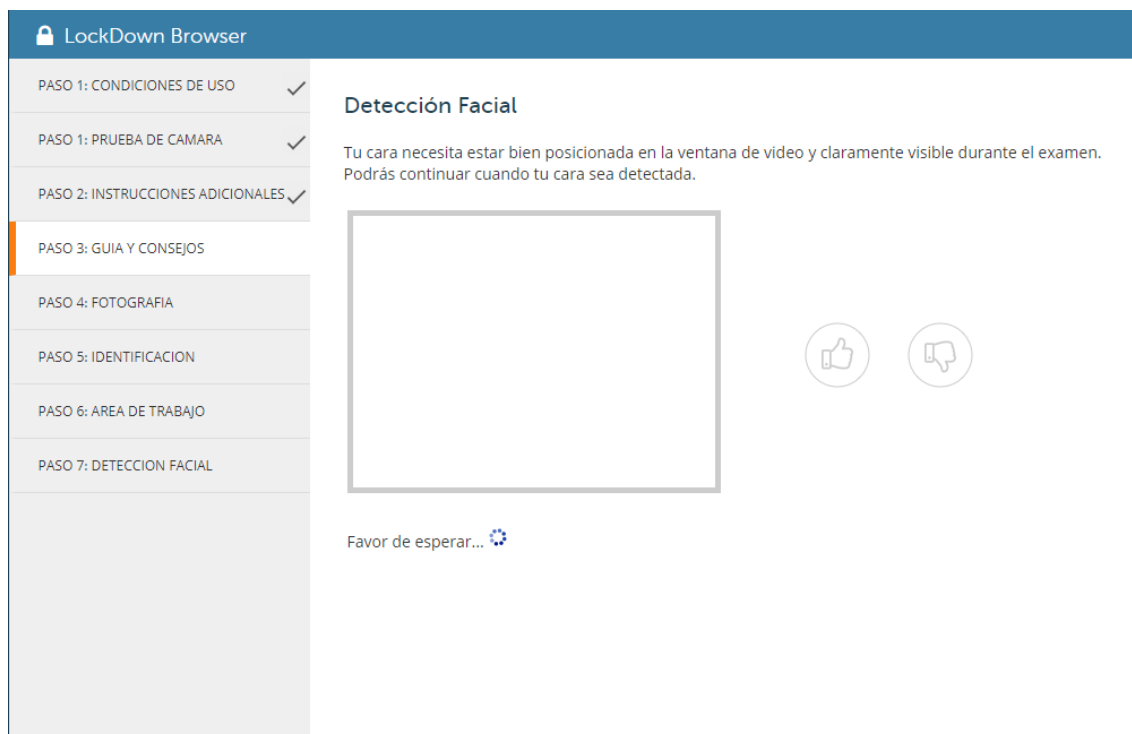 LockDown Browser
PASO 1: CONDICIONES DE USO
PASO 1: PRUEBA DE CAMARA
PASO 2: INSTRUCCIONES ADICIONALES
PASO 3: GUIA Y CONSEJOS
PASO 4: FOTOGRAFIA
PASO 5: IDENTIFICACION
PASO 6: AREA DE TRABAJO
PASO 7: DETECCION FACIAL
Detección Facial
Tu cara necesita estar bien posicionada en la ventana de video y claramente visible durante el examen.
Podrás continuar cuando tu cara sea detectada.
Favor de esperar...